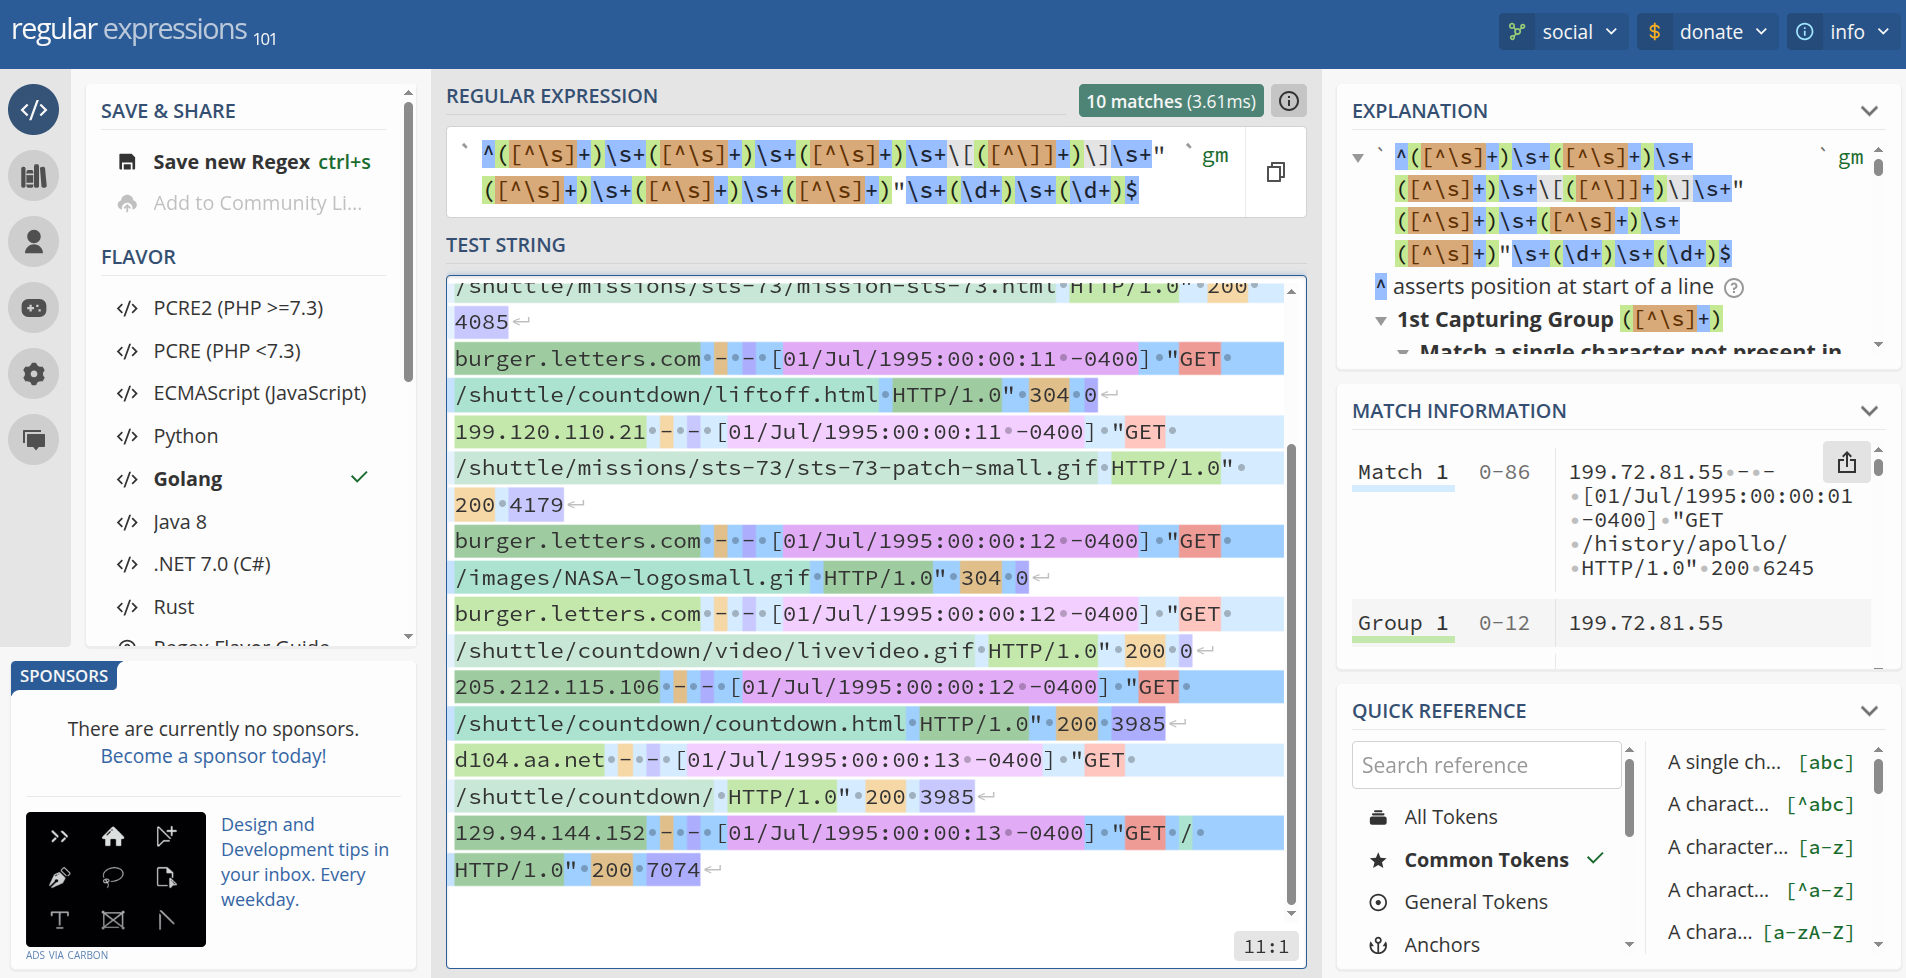 regular expressions 101
social
donate
info
SAVE & SHARE
Save new Regex ctrl+s
Add to Community Li...
FLAVOR
PCRE2 (PHP >=7.3)
PCRE (PHP <7.3)
ECMAScript (JavaScript)
Python
Golang
Java 8
.NET 7.0 (C#)
Rust
Regex Flavor Guide
SPONSORS
There are currently no sponsors.
Become a sponsor today!
Design and
Development tips in
your inbox. Every
weekday.
ADS VIA CARBON
REGULAR EXPRESSION
10 matches (3.61ms)
` ^([^\s]+)\s+([^\s]+)\s+([^\s]+)\s+\[([^\]]+)\]\s+" ` gm
([^\s]+)\s+([^\s]+)\s+([^\s]+)"\s+(\d+)\s+(\d+)$
TEST STRING
/shuttle/missions/sts-73/mission-sts-73.html HTTP/1.0" 200
4085
burger.letters.com - - [01/Jul/1995:00:00:11 -0400] "GET
/shuttle/countdown/liftoff.html HTTP/1.0" 304 0
199.120.110.21 - - [01/Jul/1995:00:00:11 -0400] "GET
/shuttle/missions/sts-73/sts-73-patch-small.gif HTTP/1.0"
200 4179
burger.letters.com - - [01/Jul/1995:00:00:12 -0400] "GET
/images/NASA-logosmall.gif HTTP/1.0" 304 0
burger.letters.com - - [01/Jul/1995:00:00:12 -0400] "GET
/shuttle/countdown/video/livevideo.gif HTTP/1.0" 200 0
205.212.115.106 - - [01/Jul/1995:00:00:12 -0400] "GET
/shuttle/countdown/countdown.html HTTP/1.0" 200 3985
d104.aa.net - - [01/Jul/1995:00:00:13 -0400] "GET
/shuttle/countdown/ HTTP/1.0" 200 3985
129.94.144.152 - - [01/Jul/1995:00:00:13 -0400] "GET /
HTTP/1.0" 200 7074
11:1
EXPLANATION
` ^([^\s]+)\s+([^\s]+)\s+ ` gm
([^\s]+)\s+\[([^\]]+)\]\s+"
([^\s]+)\s+([^\s]+)\s+
([^\s]+)"\s+(\d+)\s+(\d+)$
^ asserts position at start of a line
1st Capturing Group ([^\s]+)
Match a single character not present in
MATCH INFORMATION
Match 1 0-86 199.72.81.55 - -
[01/Jul/1995:00:00:01
-0400] "GET
/history/apollo/
HTTP/1.0" 200 6245
Group 1 0-12 199.72.81.55
QUICK REFERENCE
Search reference
All Tokens
Common Tokens
General Tokens
Anchors
A single ch... [abc]
A charact... [^abc]
A character... [a-z]
A charact... [^a-z]
A chara... [a-zA-Z]